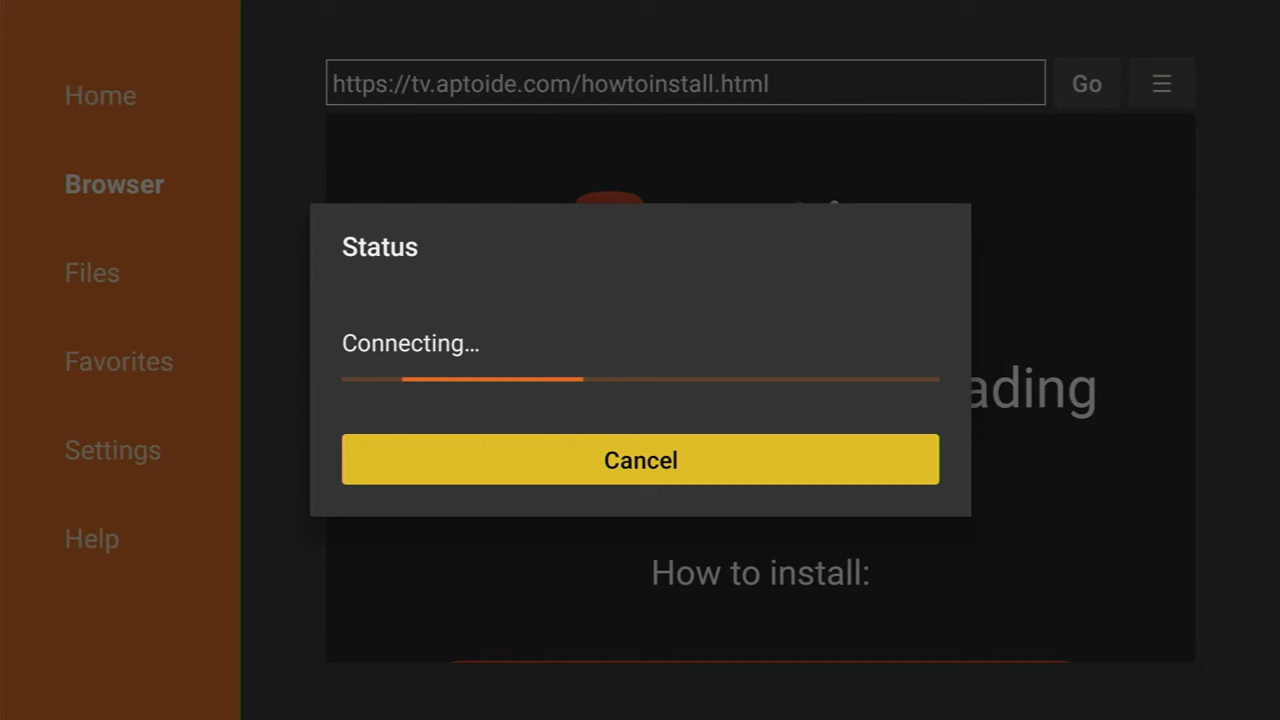 Home
Browser
Files
Favorites
Settings
Help
https://tv.aptoide.com/howtoinstall.html
Go
Status
Connecting...
Cancel
How to install: